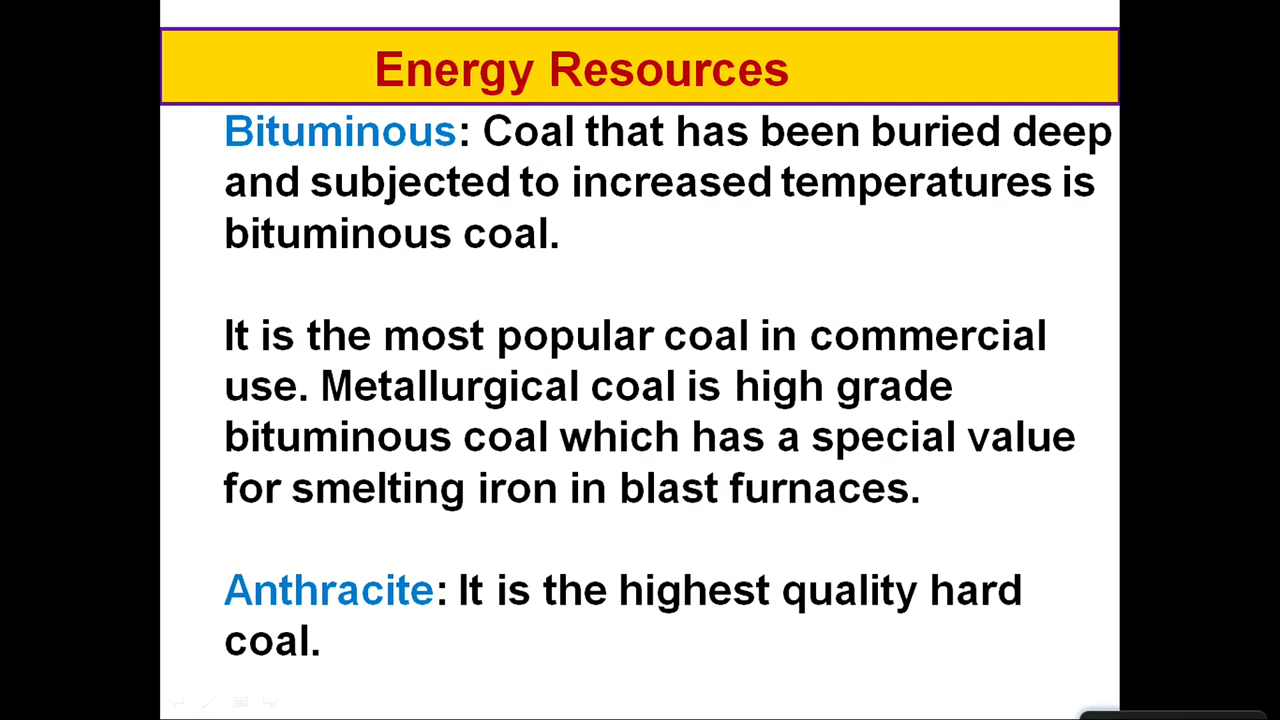 Energy Resources
Bituminous: Coal that has been buried deep
and subjected to increased temperatures is
bituminous coal.
It is the most popular coal in commercial
use. Metallurgical coal is high grade
bituminous coal which has a special value
for smelting iron in blast furnaces.
Anthracite: It is the highest quality hard
coal.